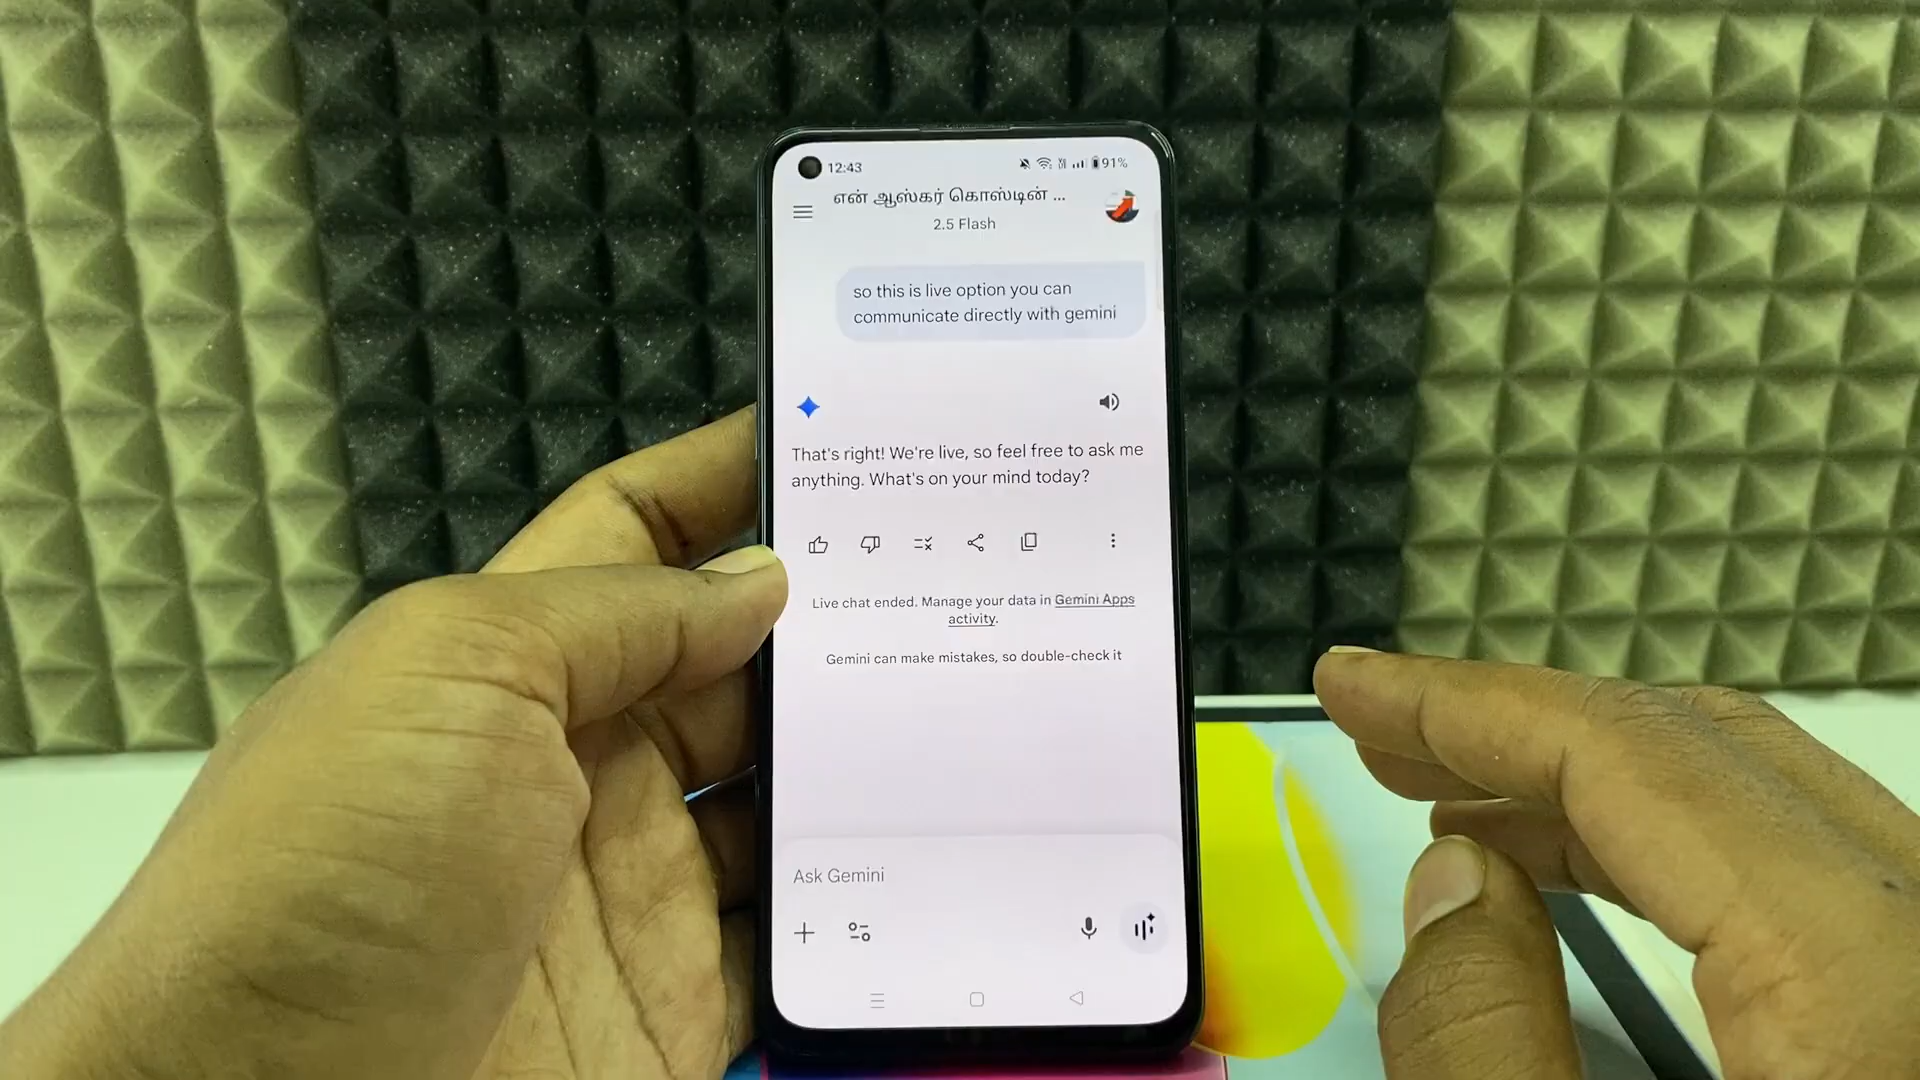 12:43
91%
என் ஆஸ்கர் கொஸ்டின் ...
2.5 Flash
so this is live option you can
communicate directly with gemini
That's right! We're live, so feel free to ask me
anything. What's on your mind today?
Live chat ended. Manage your data in Gemini Apps
activity.
Gemini can make mistakes, so double-check it
Ask Gemini